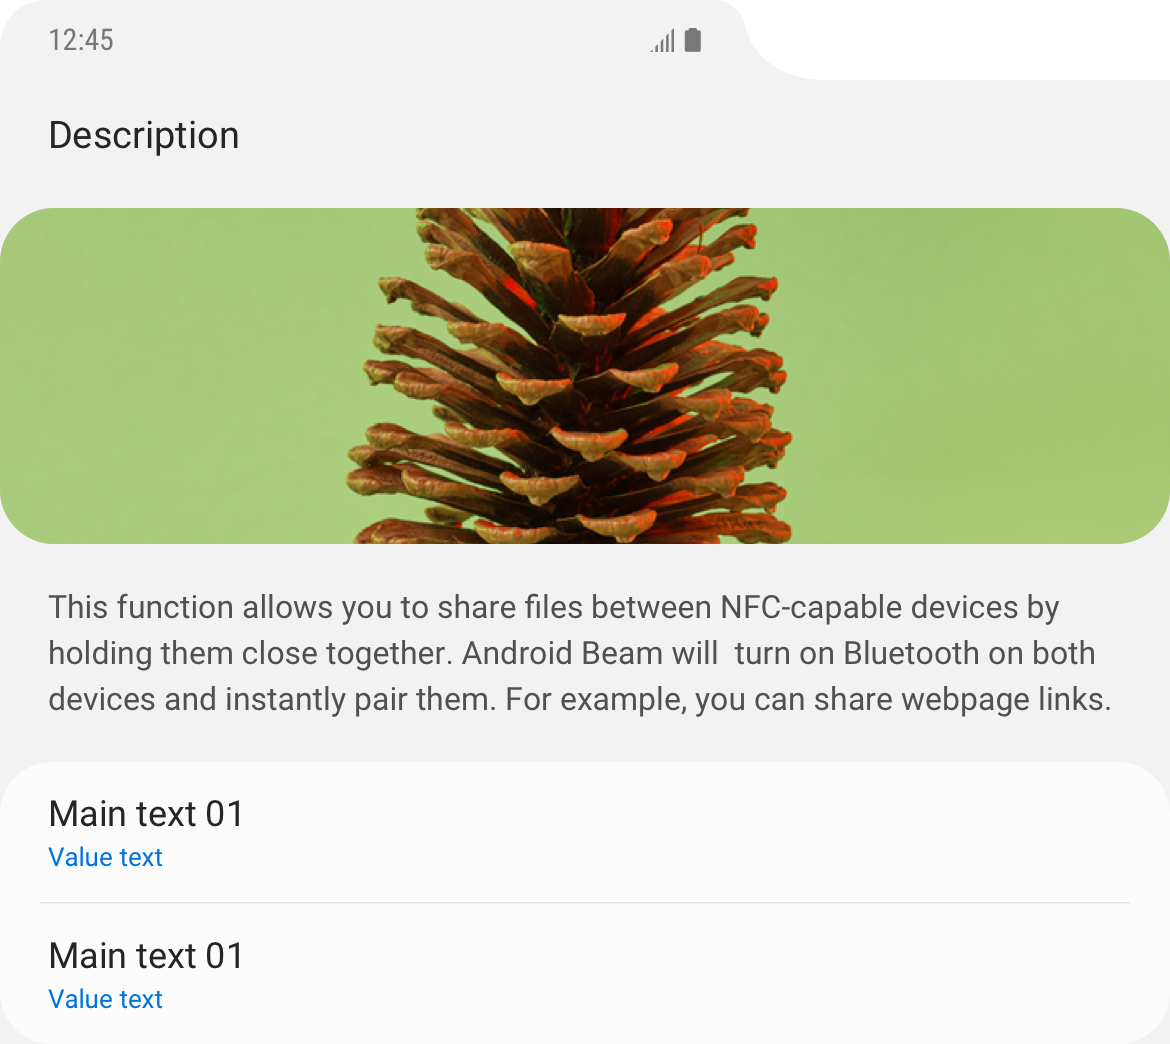 12:45
Description
This function allows you to share files between NFC-capable devices by
holding them close together. Android Beam will  turn on Bluetooth on both
devices and instantly pair them. For example, you can share webpage links.
Main text 01
Value text
Main text 01
Value text